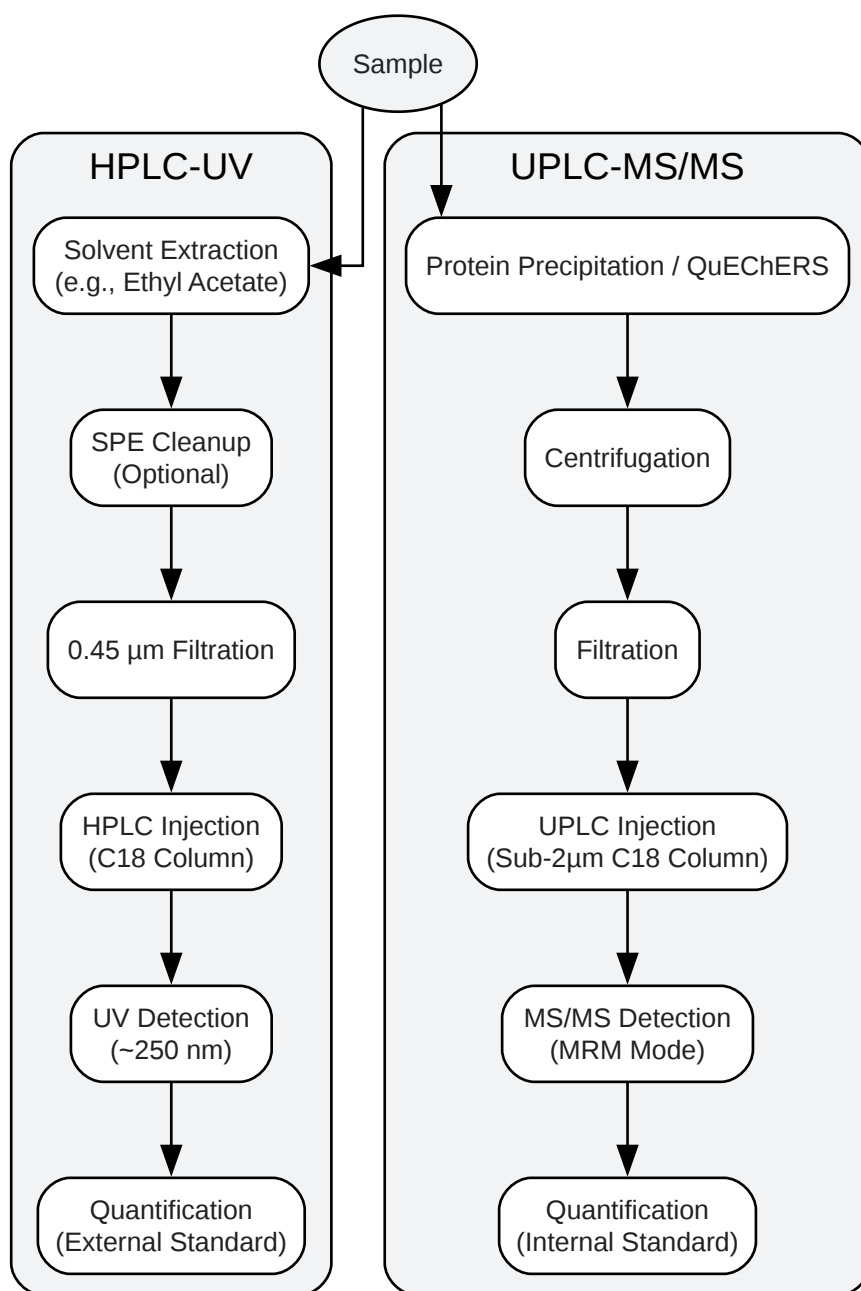 Sample
HPLC-UV
Solvent Extraction
(e.g., Ethyl Acetate)
SPE Cleanup
(Optional)
0.45 µm Filtration
HPLC Injection
(C18 Column)
UV Detection
(~250 nm)
Quantification
(External Standard)
UPLC-MS/MS
Protein Precipitation / QuEChERS
Centrifugation
Filtration
UPLC Injection
(Sub-2µm C18 Column)
MS/MS Detection
(MRM Mode)
Quantification
(Internal Standard)